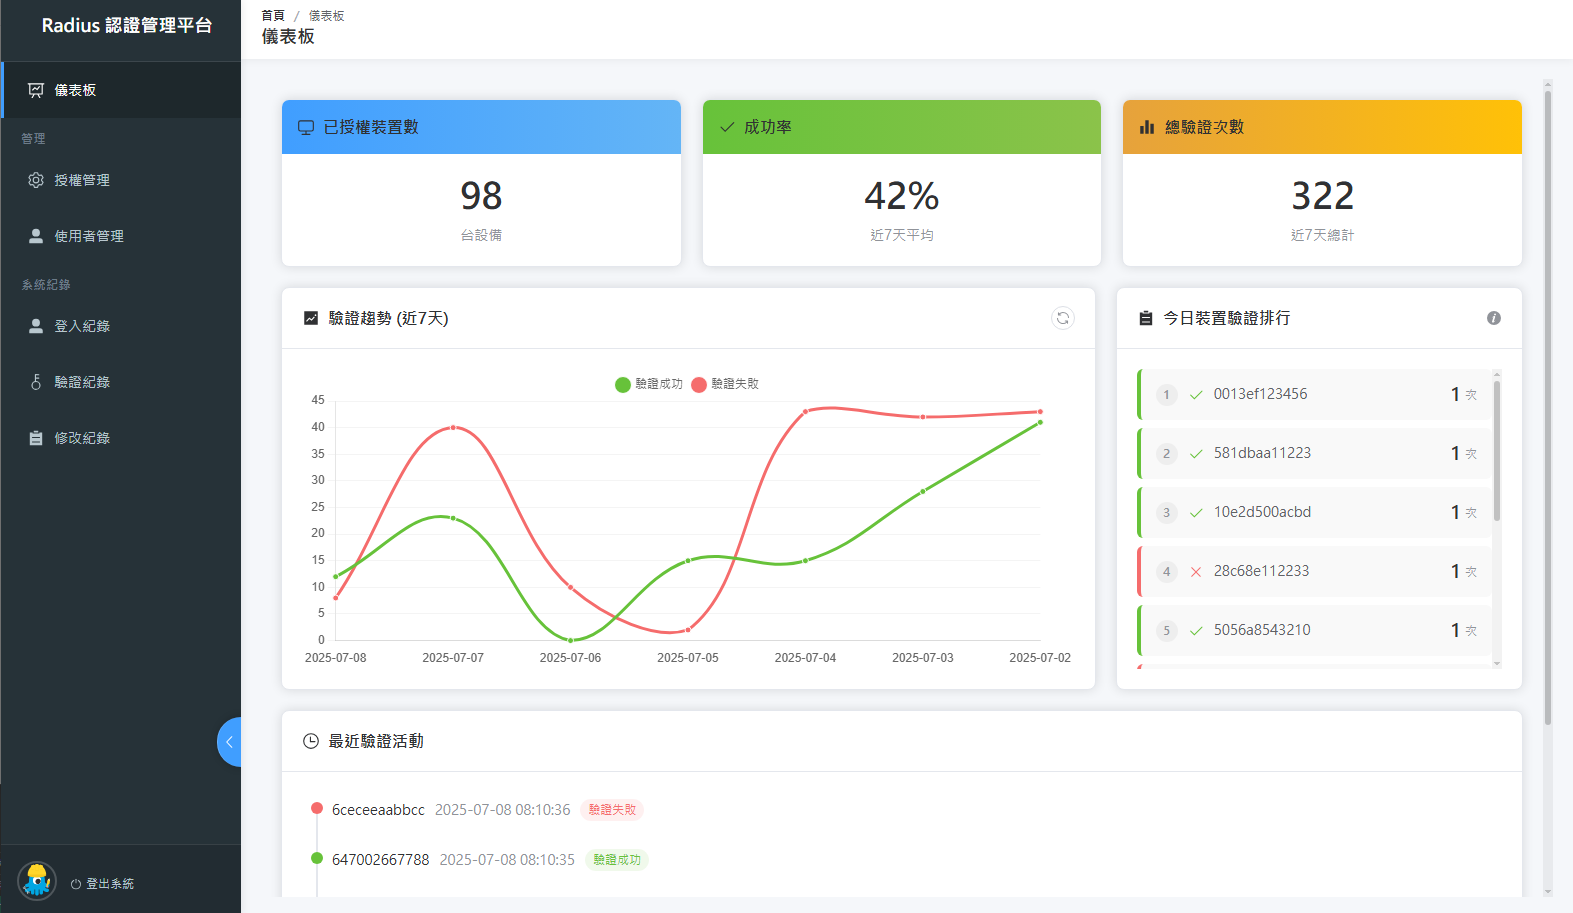 Radius 認證管理平台
儀表板
管理
授權管理
使用者管理
系統紀錄
登入紀錄
驗證紀錄
修改紀錄
登出系統
首頁 / 儀表板
儀表板
已授權裝置數
98
台設備
成功率
42%
近7天平均
總驗證次數
322
近7天總計
驗證趨勢 (近7天)
驗證成功 驗證失敗
45
40
35
30
25
20
15
10
5
0
2025-07-08 2025-07-07 2025-07-06 2025-07-05 2025-07-04 2025-07-03 2025-07-02
今日裝置驗證排行
1 0013ef123456 1 次
2 581dbaa11223 1 次
3 10e2d500acbd 1 次
4 28c68e112233 1 次
5 5056a8543210 1 次
最近驗證活動
6ceceeaabbcc 2025-07-08 08:10:36 驗證失敗
647002667788 2025-07-08 08:10:35 驗證成功